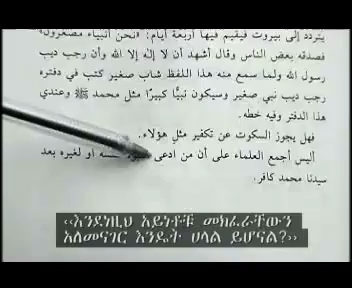 يتردد إلى بيروت فيقيم فيها أربعة أيام: «نحن أنبياء مصغرون»
فصدقه بعض الناس وقال أشهد أن لا إله إلا الله وأن رجب ديب
رسول الله ولما سمع منه هذا اللفظ شاب صغير كتب في دفتره
رجب ديب نبي صغير وسيكون نبيًّا كبيرًا مثل محمد ﷺ وعندي
هذا الدفتر وفيه خطه.
فهل يجوز السكوت عن تكفير مثل هؤلاء.
أليس أجمع العلماء على أن من ادعى أو لغيره بعد
سيدنا محمد كافر.
‹‹እንደነዚህ አይነቶቹ መክፈራቸውን
አለመናገር እንዴት ሀላል ይሆናል?››